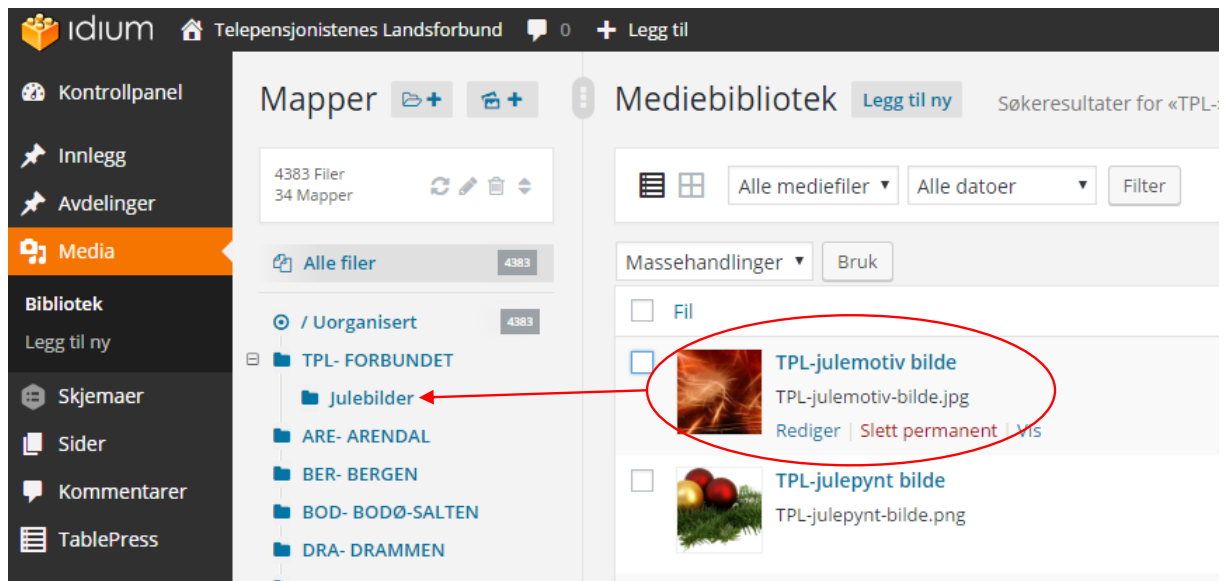 idium Telepensjonistenes Landsforbund 0 Legg til
Kontrollpanel
Innlegg
Avdelinger
Media
Bibliotek
Legg til ny
Skjemaer
Sider
Kommentarer
TablePress
Mapper
4383 Filer
34 Mapper
Alle filer 4383
/ Uorganisert 4383
TPL- FORBUNDET
Julebilder
ARE- ARENDAL
BER- BERGEN
BOD- BODØ-SALTEN
DRA- DRAMMEN
Mediebibliotek Legg til ny Søkeresultater for «TPL-
Alle mediefiler Alle datoer Filter
Massehandlinger Bruk
Fil
TPL-julemotiv bilde
TPL-julemotiv-bilde.jpg
Rediger | Slett permanent | Vis
TPL-julepynt bilde
TPL-julepynt-bilde.png